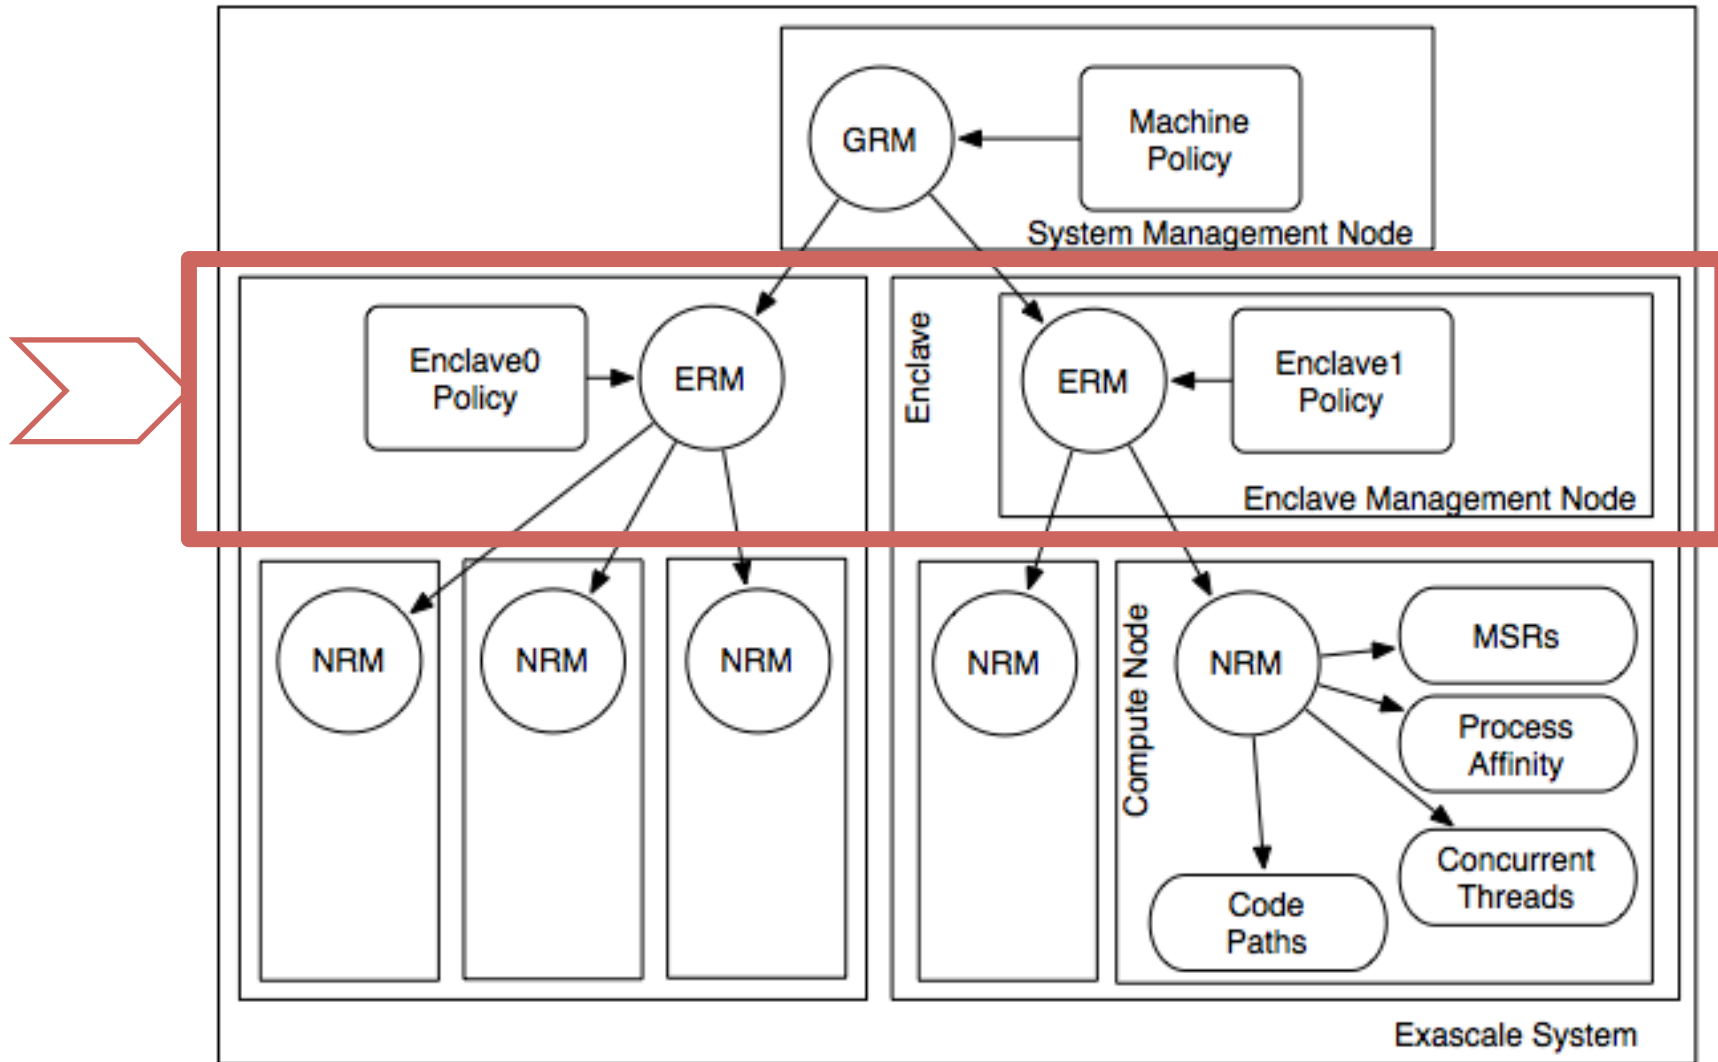 GRM
Machine
Policy
System Management Node
Enclave0
Policy
ERM
Enclave
ERM
Enclave1
Policy
Enclave Management Node
NRM
NRM
NRM
NRM
Compute Node
NRM
MSRs
Process
Affinity
Concurrent
Threads
Code
Paths
Exascale System